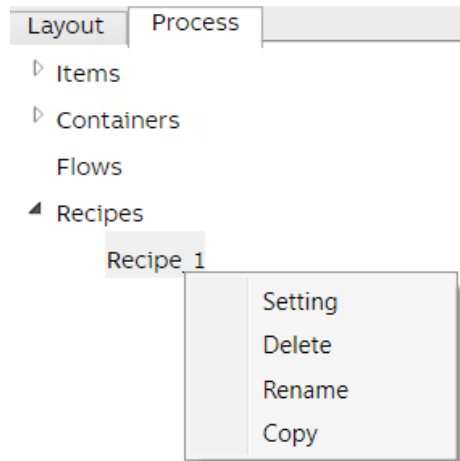 Layout Process
Items
Containers
Flows
Recipes
Recipe_1
Setting
Delete
Rename
Copy